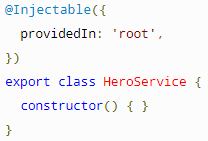 @Injectable({
  providedIn: 'root',
})
export class HeroService {
  constructor() { }
}